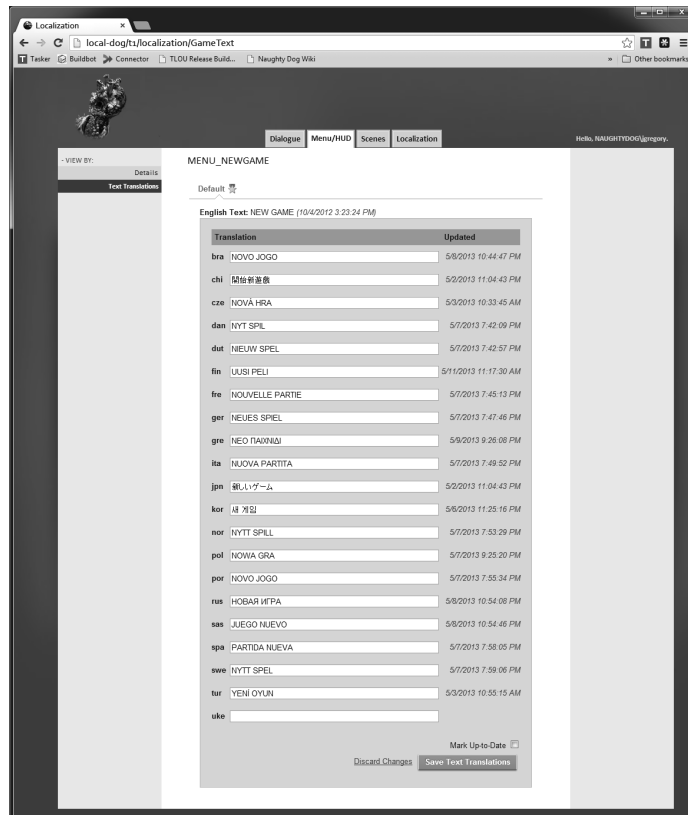 Localization
local-dog/t1/localization/GameText
Tasker Buildbot Connector TLOU Release Build... Naughty Dog Wiki » Other bookmarks
Dialogue Menu/HUD Scenes Localization Hello, NAUGHTYDOG\jgregory.
- VIEW BY:
Details
Text Translations
MENU_NEWGAME
Default
English Text: NEW GAME (10/4/2012 3:23:24 PM)
Translation Updated
bra NOVO JOGO 5/8/2013 10:44:47 PM
chi 開始新遊戲 5/2/2013 11:04:43 PM
cze NOVÁ HRA 5/3/2013 10:33:45 AM
dan NYT SPIL 5/7/2013 7:42:09 PM
dut NIEUW SPEL 5/7/2013 7:42:57 PM
fin UUSI PELI 5/11/2013 11:17:30 AM
fre NOUVELLE PARTIE 5/7/2013 7:45:13 PM
ger NEUES SPIEL 5/7/2013 7:47:46 PM
gre ΝΕΟ ΠΑΙΧΝΙΔΙ 5/9/2013 9:26:08 PM
ita NUOVA PARTITA 5/7/2013 7:49:52 PM
jpn 新しいゲーム 5/2/2013 11:04:43 PM
kor 새 게임 5/6/2013 11:25:16 PM
nor NYTT SPILL 5/7/2013 7:53:29 PM
pol NOWA GRA 5/7/2013 9:25:20 PM
por NOVO JOGO 5/7/2013 7:55:34 PM
rus НОВАЯ ИГРА 5/8/2013 10:54:08 PM
sas JUEGO NUEVO 5/8/2013 10:54:46 PM
spa PARTIDA NUEVA 5/7/2013 7:58:05 PM
swe NYTT SPEL 5/7/2013 7:59:06 PM
tur YENİ OYUN 5/3/2013 10:55:15 AM
uke
Mark Up-to-Date
Discard Changes Save Text Translations